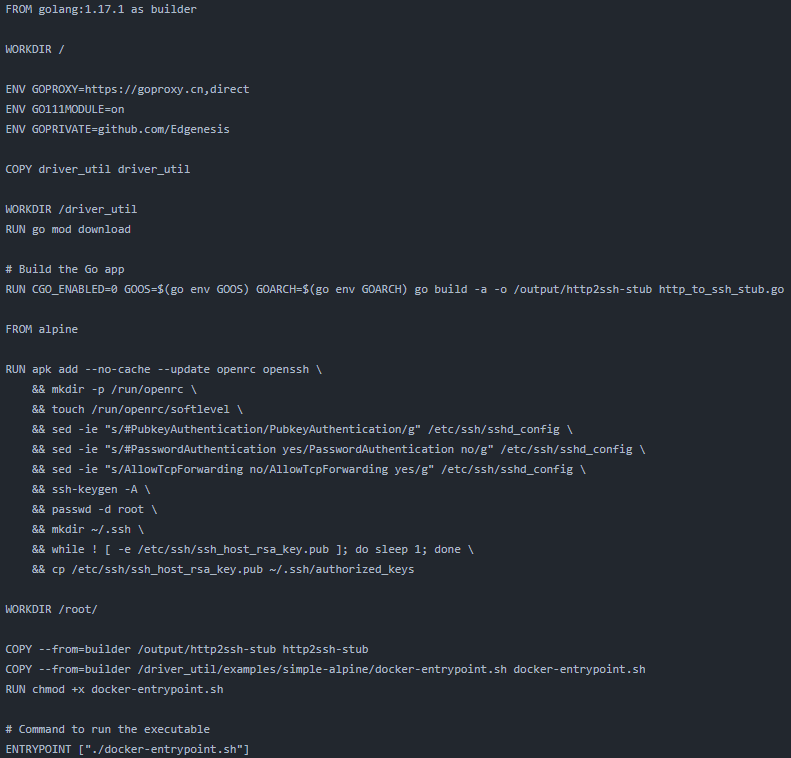 FROM golang:1.17.1 as builder
WORKDIR /
ENV GOPROXY=https://goproxy.cn,direct
ENV GO111MODULE=on
ENV GOPRIVATE=github.com/Edgenesis
COPY driver_util driver_util
WORKDIR /driver_util
RUN go mod download
# Build the Go app
RUN CGO_ENABLED=0 GOOS=$(go env GOOS) GOARCH=$(go env GOARCH) go build -a -o /output/http2ssh-stub http_to_ssh_stub.go
FROM alpine
RUN apk add --no-cache --update openrc openssh \
    && mkdir -p /run/openrc \
    && touch /run/openrc/softlevel \
    && sed -ie "s/#PubkeyAuthentication/PubkeyAuthentication/g" /etc/ssh/sshd_config \
    && sed -ie "s/#PasswordAuthentication yes/PasswordAuthentication no/g" /etc/ssh/sshd_config \
    && sed -ie "s/AllowTcpForwarding no/AllowTcpForwarding yes/g" /etc/ssh/sshd_config \
    && ssh-keygen -A \
    && passwd -d root \
    && mkdir ~/.ssh \
    && while ! [ -e /etc/ssh/ssh_host_rsa_key.pub ]; do sleep 1; done \
    && cp /etc/ssh/ssh_host_rsa_key.pub ~/.ssh/authorized_keys
WORKDIR /root/
COPY --from=builder /output/http2ssh-stub http2ssh-stub
COPY --from=builder /driver_util/examples/simple-alpine/docker-entrypoint.sh docker-entrypoint.sh
RUN chmod +x docker-entrypoint.sh
# Command to run the executable
ENTRYPOINT ["./docker-entrypoint.sh"]